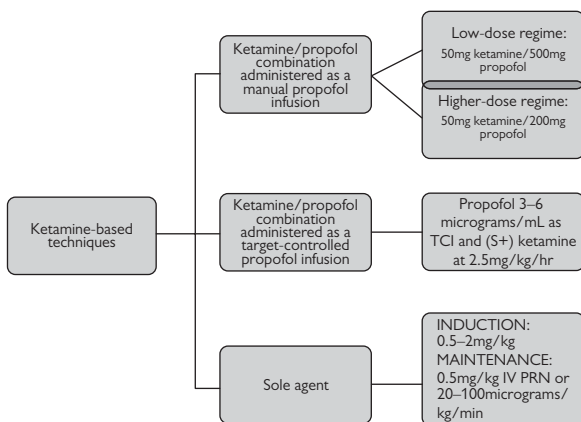 Ketamine-based
techniques
Ketamine/propofol
combination
administered as a
manual propofol
infusion
Low-dose regime:
50mg ketamine/500mg
propofol
Higher-dose regime:
50mg ketamine/200mg
propofol
Ketamine/propofol
combination
administered as a
target-controlled
propofol infusion
Propofol 3–6
micrograms/mL as
TCI and (S+) ketamine
at 2.5mg/kg/hr
Sole agent
INDUCTION:
0.5–2mg/kg
MAINTENANCE:
0.5mg/kg IV PRN or
20–100micrograms/
kg/min